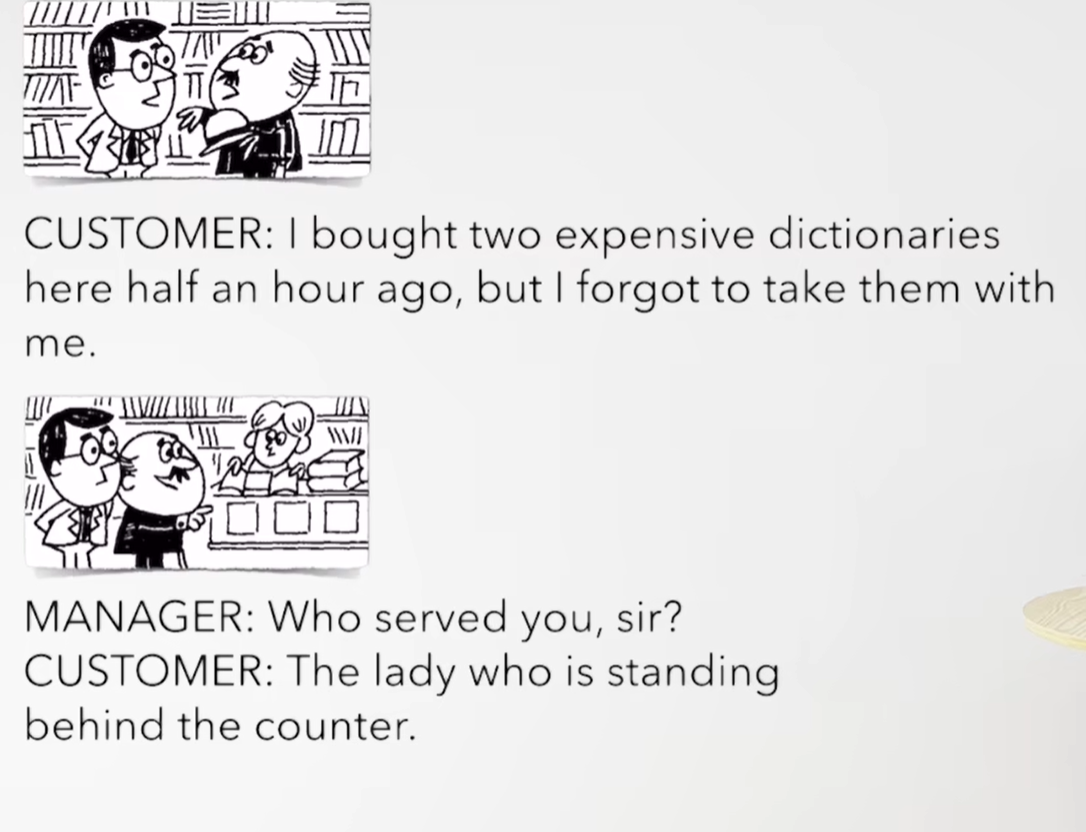 CUSTOMER: I bought two expensive dictionaries
here half an hour ago, but I forgot to take them with
me.
MANAGER: Who served you, sir?
CUSTOMER: The lady who is standing
behind the counter.